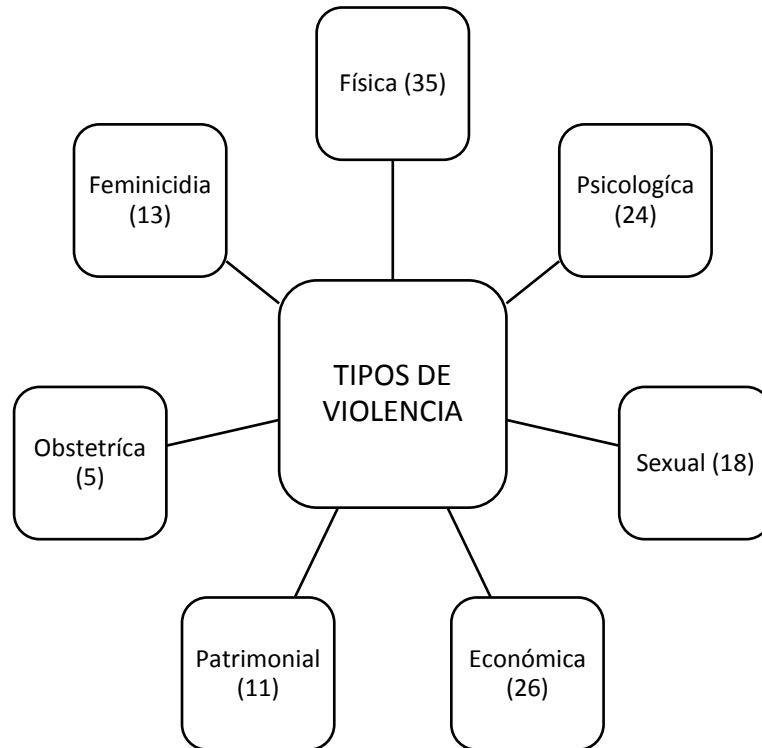 Física (35)
Feminicidia
(13)
Psicologíca
(24)
TIPOS DE
VIOLENCIA
Obstetríca
(5)
Sexual (18)
Patrimonial
(11)
Económica
(26)